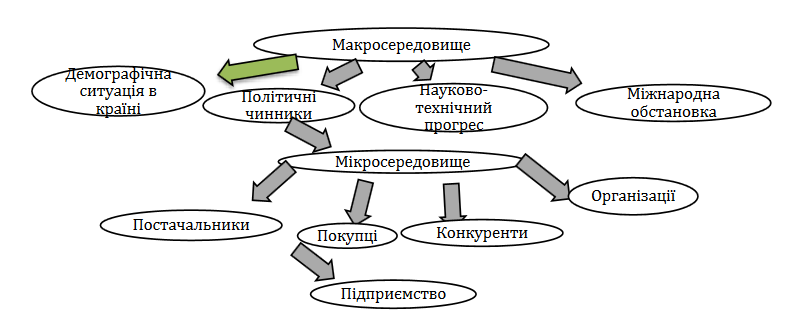 Макросередовище
Демографічна
ситуація в
країні
Політичні
чинники
Науково-
технічний
прогрес
Міжнародна
обстановка
Мікросередовище
Постачальники
Покупці
Конкуренти
Організації
Підприємство